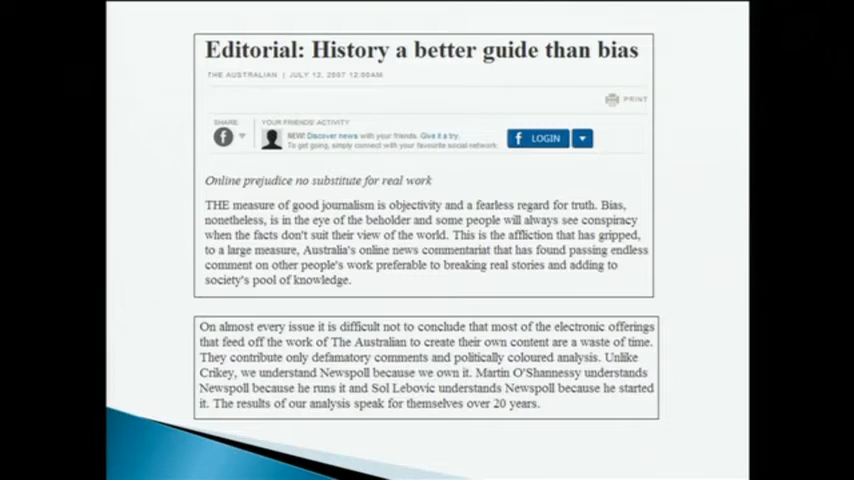 Editorial: History a better guide than bias
THE AUSTRALIAN | JULY 12, 2007 12:00AM
PRINT
SHARE
YOUR FRIENDS' ACTIVITY
NEW! Discover news with your friends. Give it a try.
To get going, simply connect with your favourite social network.
f LOGIN
Online prejudice no substitute for real work
THE measure of good journalism is objectivity and a fearless regard for truth. Bias,
nonetheless, is in the eye of the beholder and some people will always see conspiracy
when the facts don't suit their view of the world. This is the affliction that has gripped,
to a large measure, Australia's online news commentariat that has found passing endless
comment on other people's work preferable to breaking real stories and adding to
society's pool of knowledge.
On almost every issue it is difficult not to conclude that most of the electronic offerings
that feed off the work of The Australian to create their own content are a waste of time.
They contribute only defamatory comments and politically coloured analysis. Unlike
Crikey, we understand Newspoll because we own it. Martin O'Shannessy understands
Newspoll because he runs it and Sol Lebovic understands Newspoll because he started
it. The results of our analysis speak for themselves over 20 years.